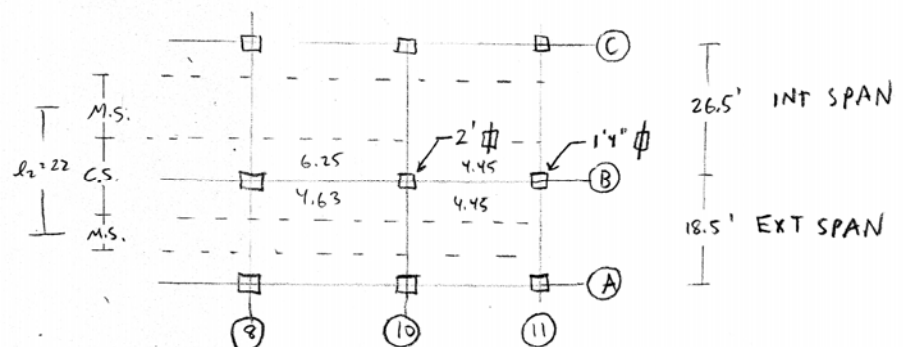 C
M.S.
26.5' INT SPAN
2'
1'4"
6.25
4.45
l₂=22
C.S.
B
4.63
4.45
M.S.
18.5' EXT SPAN
A
8
10
11